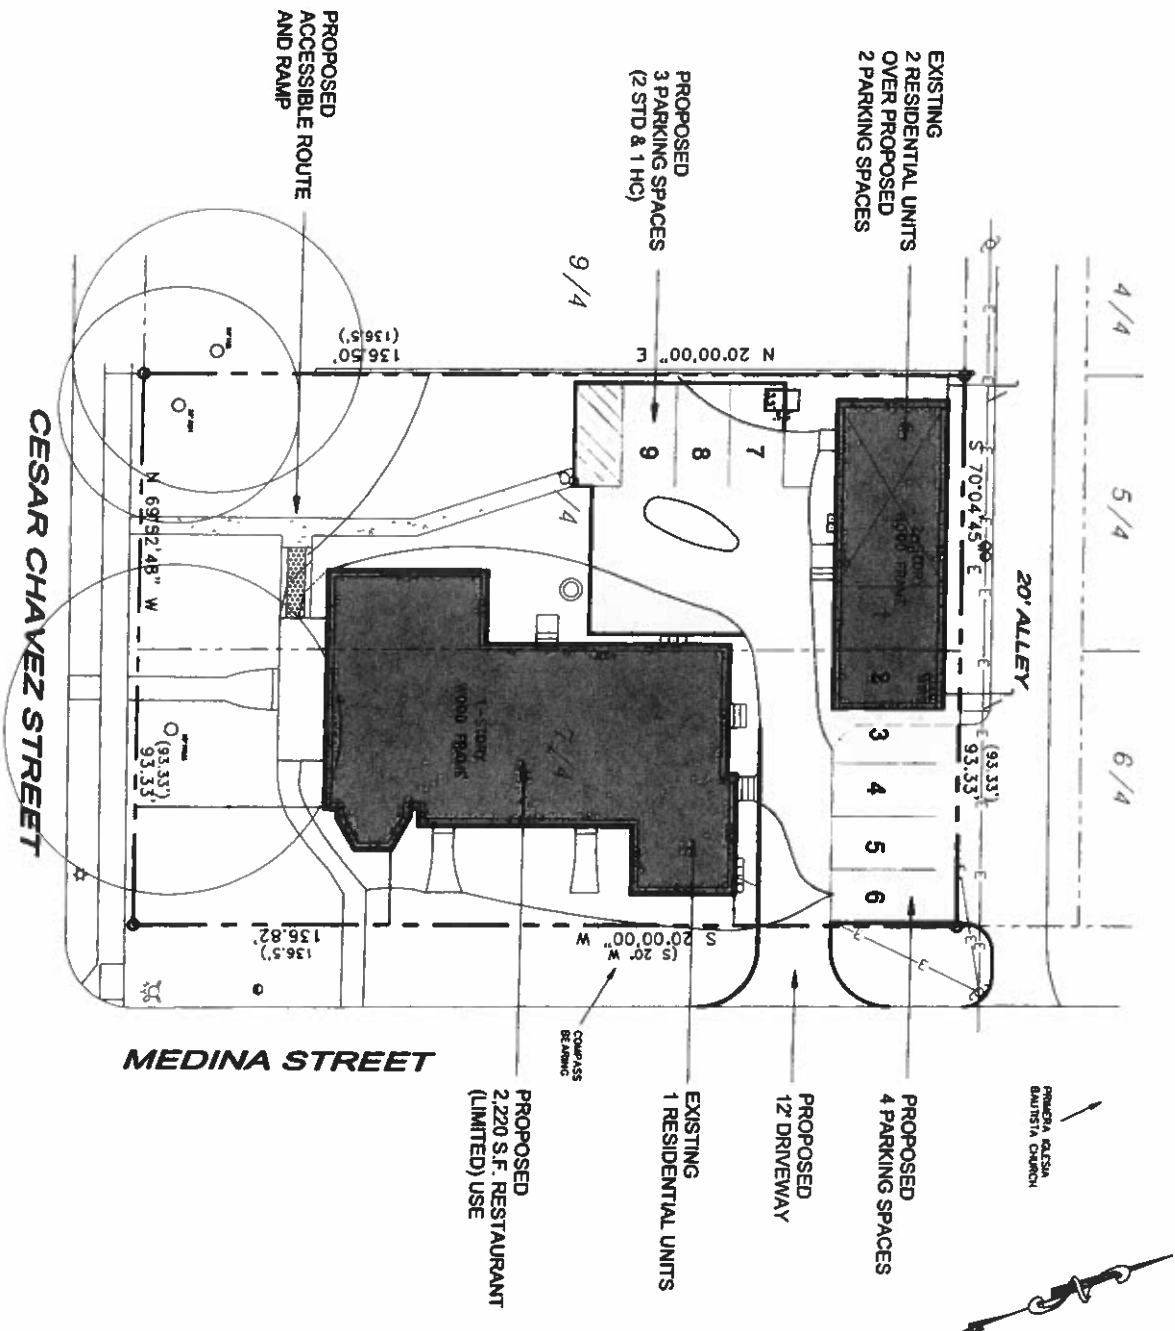 PROPOSED
ACCESSIBLE ROUTE
AND RAMP
PROPOSED
3 PARKING SPACES
(2 STD & 1 HC)
EXISTING
2 RESIDENTIAL UNITS
OVER PROPOSED
2 PARKING SPACES
4/4
5/4
6/4
9/4
N 20°00'00" E
136.50'
(136.5')
S 70°04'45" E
20' ALLEY
(93.33')
93.33'
7
8
9
2
3
4
5
6
1-STORY
WOOD FRAME
7/4
N 69°52'48" W
(93.33')
93.33'
S 20°00'00" W
(S 20° W
136.82'
136.5')
CESAR CHAVEZ STREET
MEDINA STREET
COMPASS
BEARING
PROPOSED
2,220 S.F. RESTAURANT
(LIMITED) USE
EXISTING
1 RESIDENTIAL UNITS
PROPOSED
12' DRIVEWAY
PROPOSED
4 PARKING SPACES
PRIMERA IGLESIA
BAUTISTA CHURCH